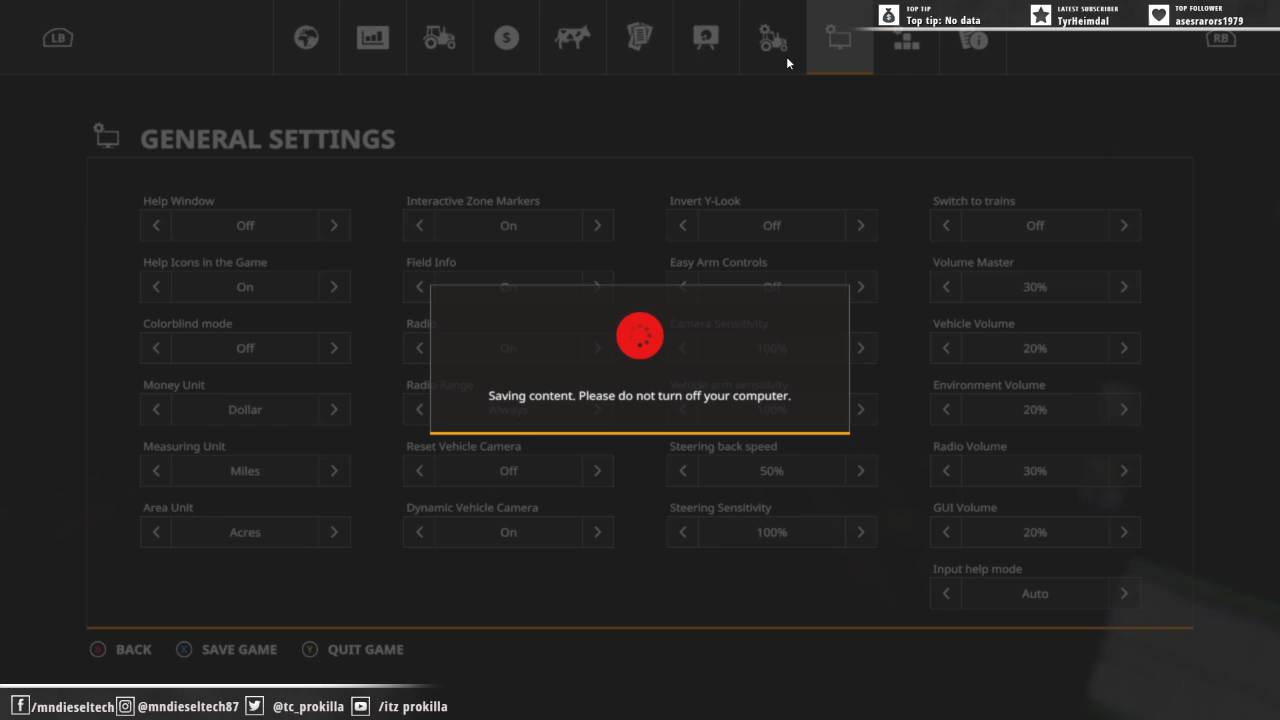 LB
TOP TIP
Top tip: No data
LATEST SUBSCRIBER
TyrHeimdal
TOP FOLLOWER
asesrarors1979
RB
GENERAL SETTINGS
Help Window
Off
Interactive Zone Markers
On
Invert Y-Look
Off
Switch to trains
Off
Help Icons in the Game
On
Field Info
On
Easy Arm Controls
Off
Volume Master
30%
Colorblind mode
Off
Radio
On
Camera Sensitivity
100%
Vehicle Volume
20%
Money Unit
Dollar
Radio Range
Always
Vehicle arm sensitivity
100%
Environment Volume
20%
Saving content. Please do not turn off your computer.
Measuring Unit
Miles
Reset Vehicle Camera
Off
Steering back speed
50%
Radio Volume
30%
Area Unit
Acres
Dynamic Vehicle Camera
On
Steering Sensitivity
100%
GUI Volume
20%
Input help mode
Auto
B BACK X SAVE GAME Y QUIT GAME
/mndieseltech @mndieseltech87 @tc_prokilla /itz prokilla